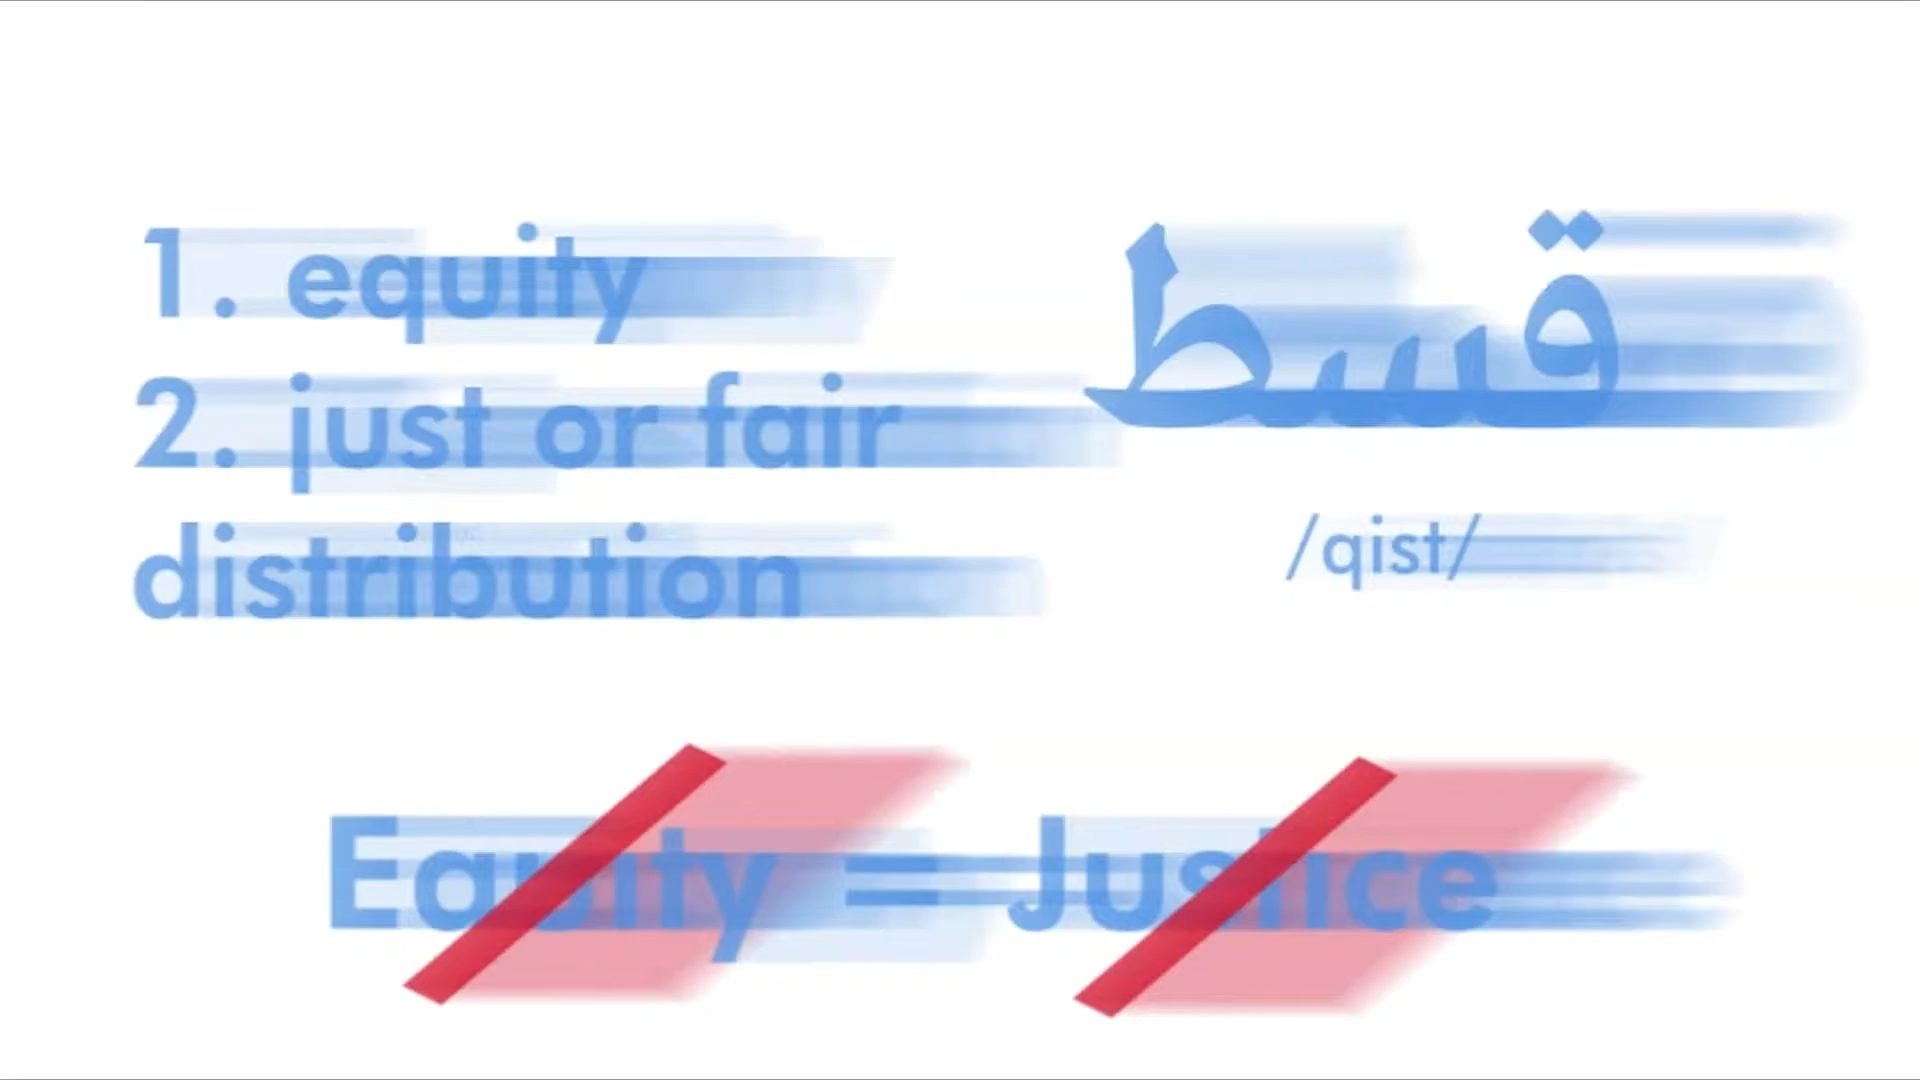 1. equity
2. just or fair
distribution
قسط
/qist/
Equity = Justice